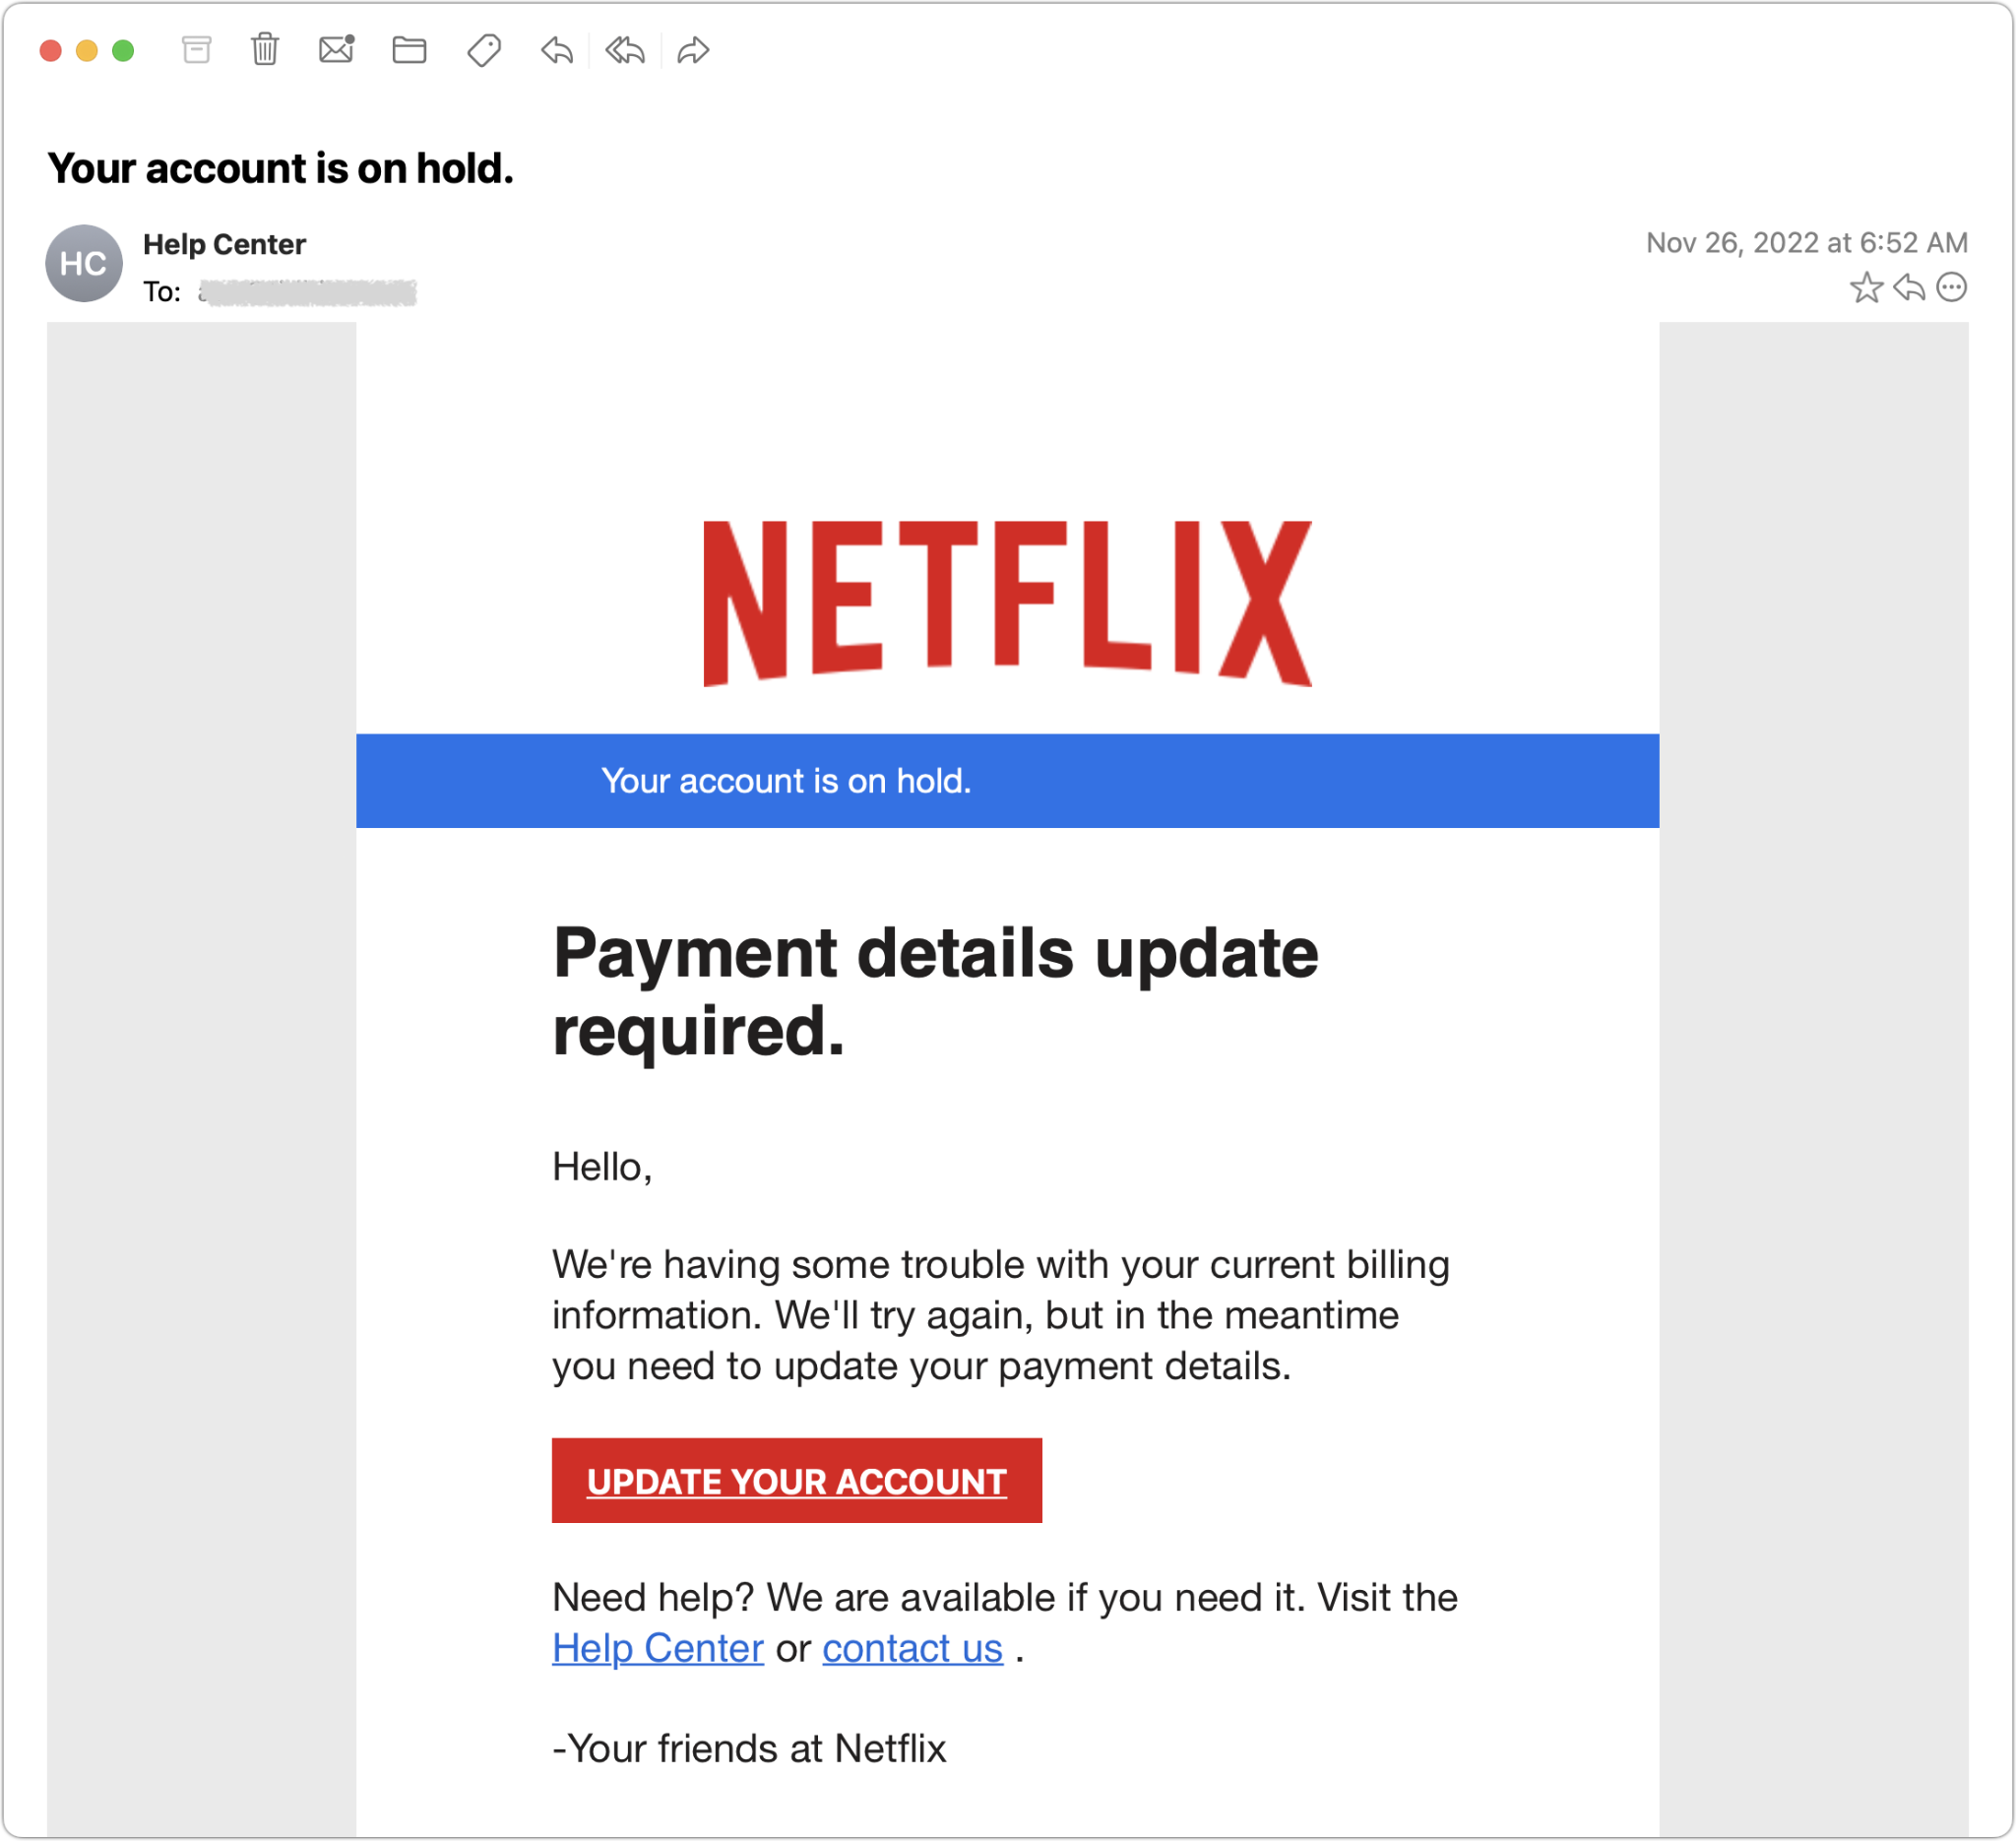 Your account is on hold.
HC
Help Center
Nov 26, 2022 at 6:52 AM
To:
NETFLIX
Your account is on hold.
Payment details update
required.
Hello,
We're having some trouble with your current billing
information. We'll try again, but in the meantime
you need to update your payment details.
UPDATE YOUR ACCOUNT
Need help? We are available if you need it. Visit the
Help Center or contact us .
-Your friends at Netflix